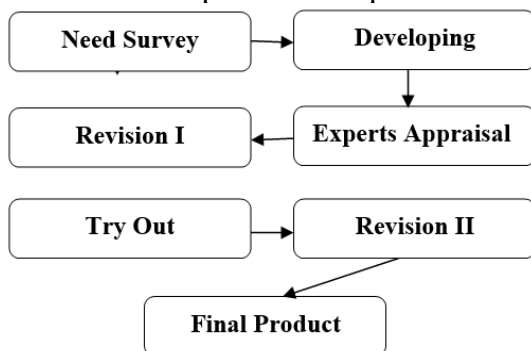 Need Survey
Developing
Experts Appraisal
Revision I
Try Out
Revision II
Final Product